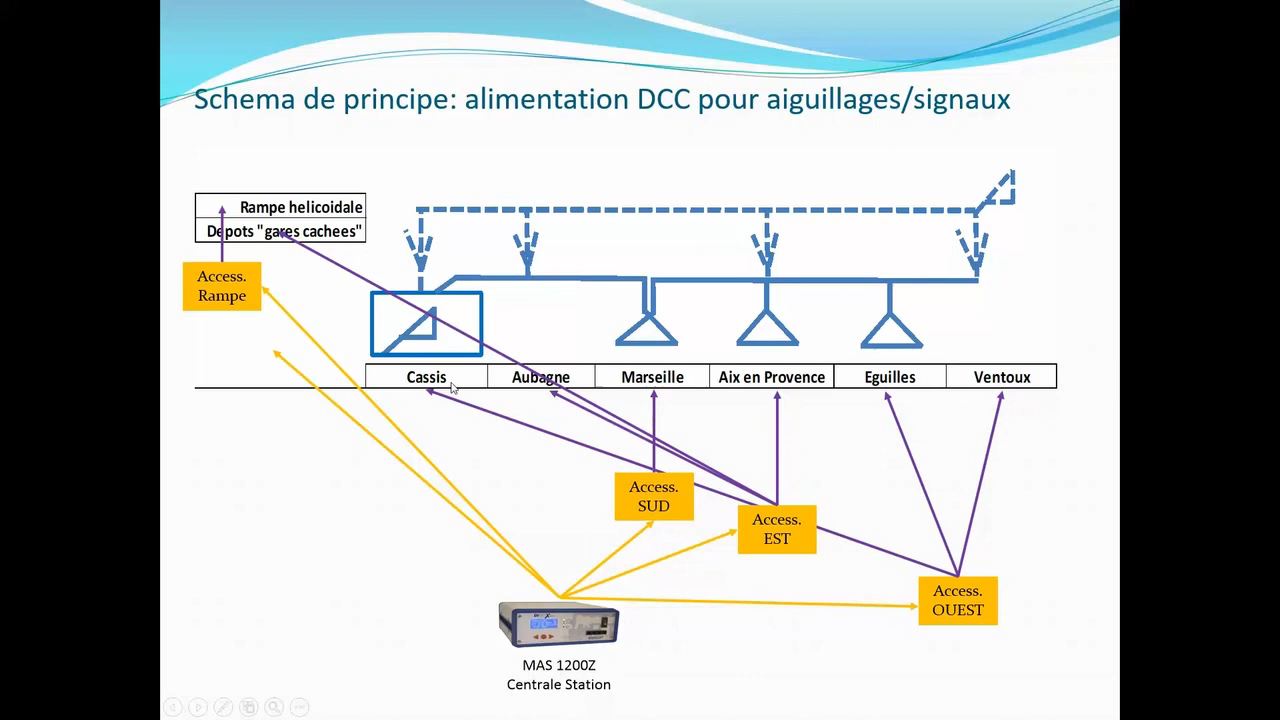 Schema de principe: alimentation DCC pour aiguillages/signaux
Rampe helicoidale
Depots "gares cachees"
Access.
Rampe
Cassis
Aubagne
Marseille
Aix en Provence
Eguilles
Ventoux
Access.
SUD
Access.
EST
Access.
OUEST
MAS 1200Z
Centrale Station